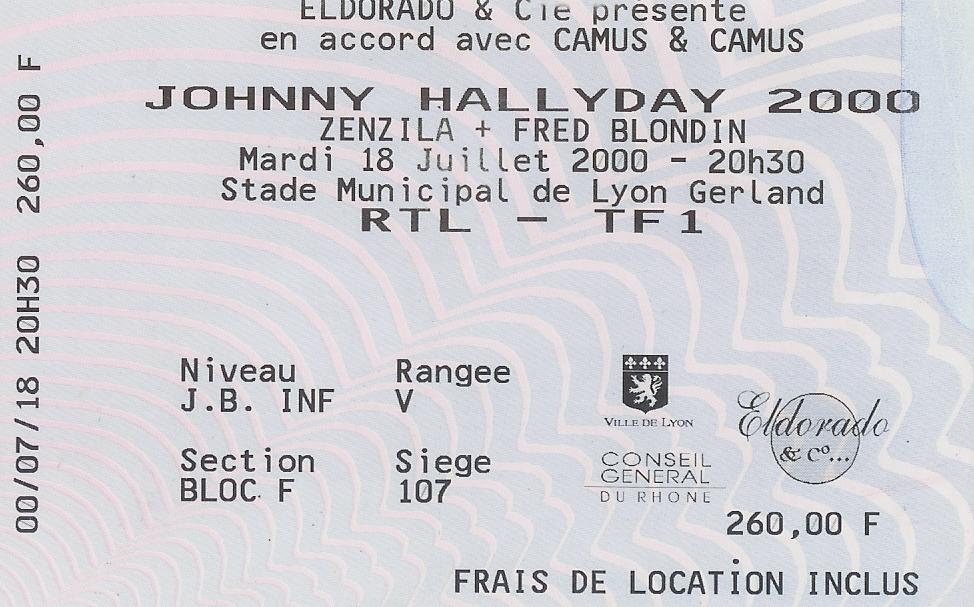 ELDORADO & Cie présente
en accord avec CAMUS & CAMUS
JOHNNY HALLYDAY 2000
ZENZILA + FRED BLONDIN
Mardi 18 Juillet 2000 - 20h30
Stade Municipal de Lyon Gerland
RTL - TF1
00/07/18 20H30 260,00 F
Niveau Rangee
J.B. INF V
Section Siege
BLOC F 107
VILLE DE LYON
CONSEIL
GENERAL
DU RHONE
Eldorado
& C°...
260,00 F
FRAIS DE LOCATION INCLUS